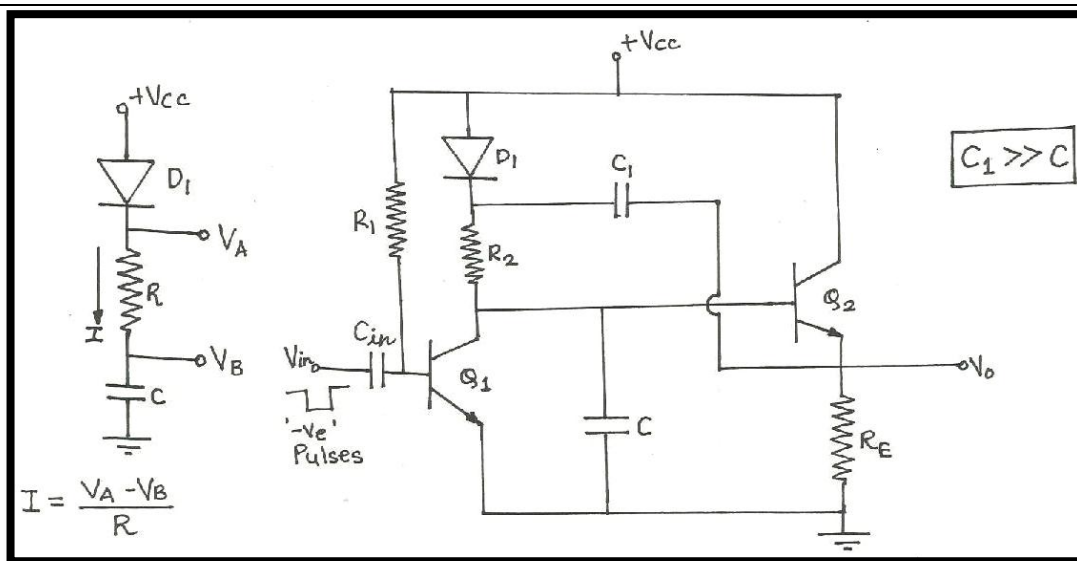 +Vcc
D1
VA
R
I
VB
C
I = VA - VB / R
+Vcc
D1
C1
R1
R2
C1 >> C
Cin
Vin
Q1
Q2
'-ve'
Pulses
C
Vo
RE